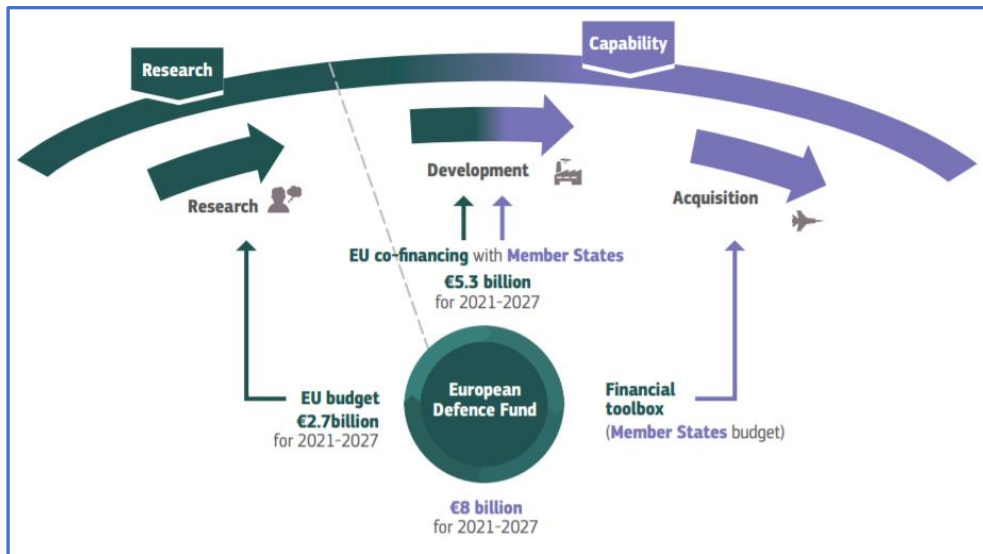 Research
Capability
Research
Development
Acquisition
EU co-financing with Member States
€5.3 billion
for 2021-2027
EU budget
€2.7billion
for 2021-2027
European
Defence Fund
Financial
toolbox
(Member States budget)
€8 billion
for 2021-2027